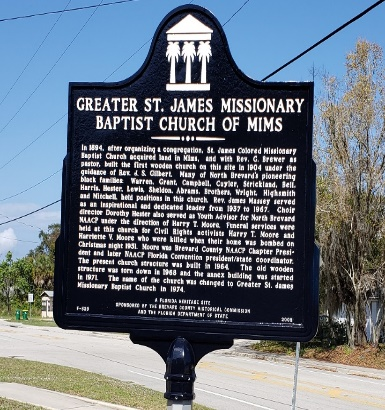 GREATER ST. JAMES MISSIONARY
BAPTIST CHURCH OF MIMS
In 1894, after organizing a congregation, St. James Colored Missionary
Baptist Church acquired land in Mims, and with Rev. G. Brewer as
pastor, built the first wooden church on this site in 1904 under the
guidance of Rev. J. S. Gilbert. Many of North Brevard's pioneering
black families: Warren, Grant, Campbell, Cuyler, Strickland, Bell,
Harris, Hester, Lewis, Sheldon, Abrams, Brothers, Wright, Highsmith
and Mitchell, held positions in this church. Rev. James Massey served
as an inspirational and dedicated leader from 1937 to 1967. Choir
director Dorothy Hester also served as Youth Advisor for North Brevard
NAACP under the direction of Harry T. Moore. Funeral services were
held at this church for Civil Rights activists Harry T. Moore and
Harriette V. Moore who were killed when their home was bombed on
Christmas night 1951. Moore was Brevard County NAACP Chapter Presi-
dent and later NAACP Florida Convention president/state coordinator.
The present church structure was built in 1964. The old wooden
structure was torn down in 1968 and the annex building was started
in 1971. The name of the church was changed to Greater St. James
Missionary Baptist Church in 1974.
A FLORIDA HERITAGE SITE
SPONSORED BY THE BREVARD COUNTY HISTORICAL COMMISSION
AND THE FLORIDA DEPARTMENT OF STATE